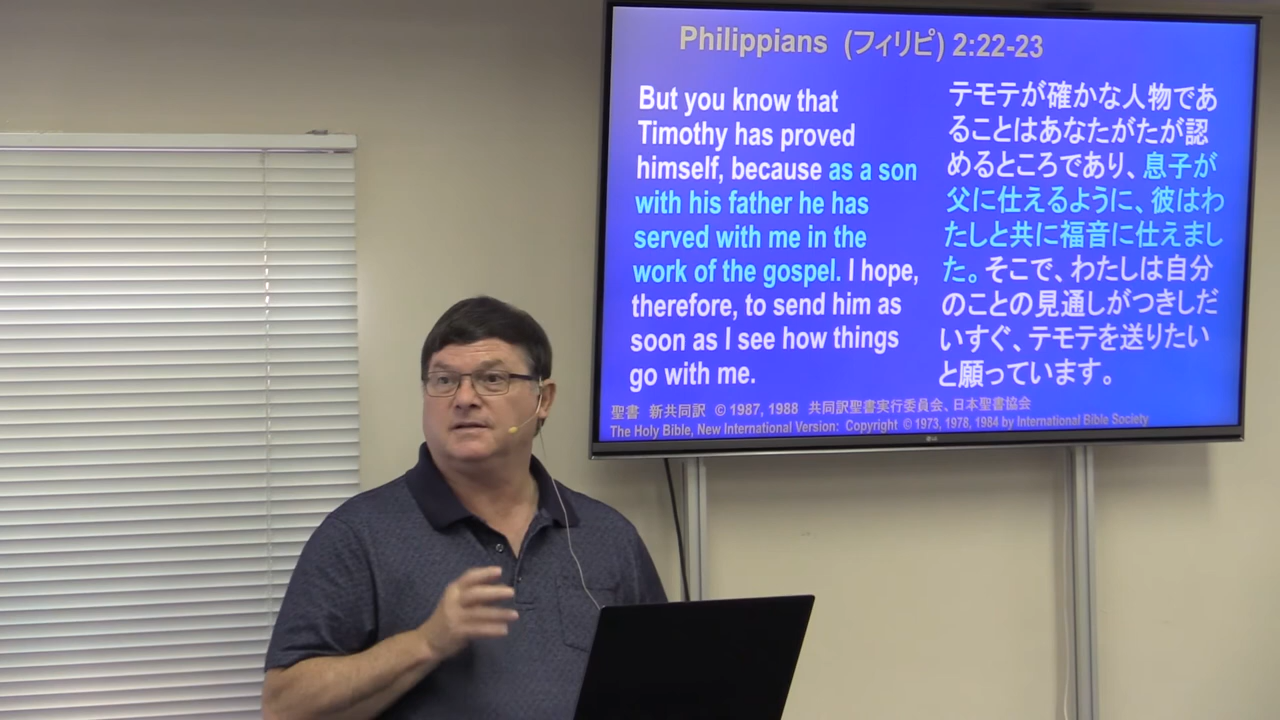 Philippians (フィリピ) 2:22-23
But you know that
Timothy has proved
himself, because as a son
with his father he has
served with me in the
work of the gospel. I hope,
therefore, to send him as
soon as I see how things
go with me.
テモテが確かな人物であ
ることはあなたがたが認
めるところであり、息子が
父に仕えるように、彼はわ
たしと共に福音に仕えまし
た。そこで、わたしは自分
のことの見通しがつきしだ
いすぐ、テモテを送りたい
と願っています。
聖書 新共同訳 © 1987, 1988 共同訳聖書実行委員会、日本聖書協会
The Holy Bible, New International Version: Copyright © 1973, 1978, 1984 by International Bible Society
LG